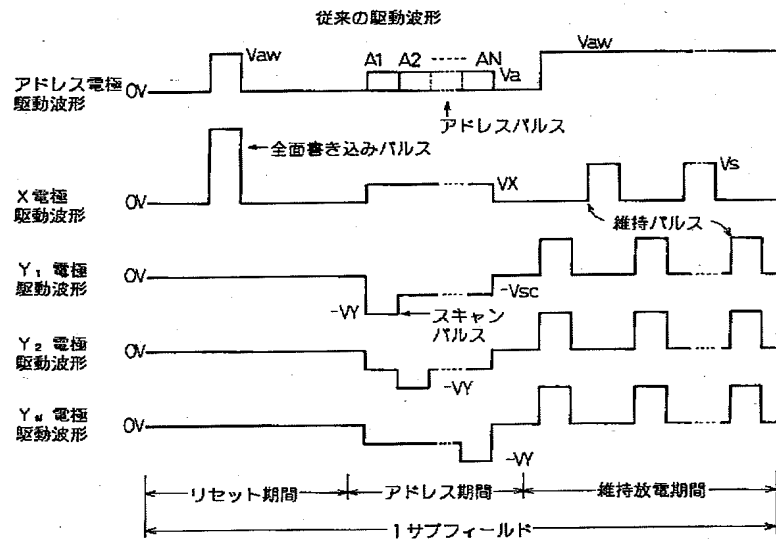 従来の駆動波形
アドレス電極
駆動波形
0V
Vaw
A1 A2 ----- AN
Va
Vaw
アドレスパルス
全面書き込みパルス
X電極
駆動波形
0V
VX
Vs
維持パルス
Y₁ 電極
駆動波形
0V
-VY
-Vsc
スキャン
パルス
Y₂ 電極
駆動波形
0V
-VY
Y_N 電極
駆動波形
0V
-VY
リセット期間
アドレス期間
維持放電期間
1サブフィールド